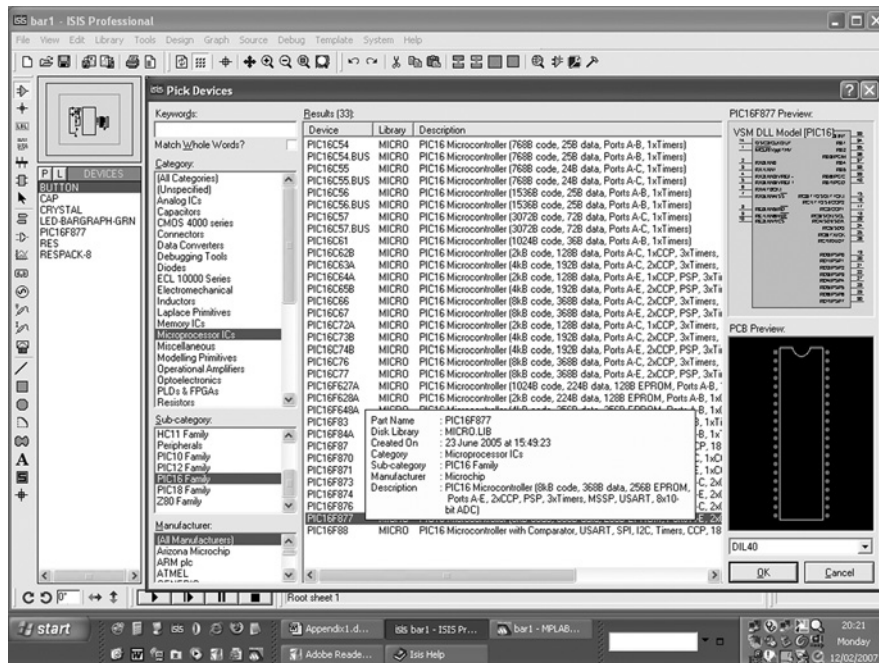 bar1 - ISIS Professional
File View Edit Library Tools Design Graph Source Debug Template System Help
P L DEVICES
BUTTON
CAP
CRYSTAL
LED-BARGRAPH-GRN
PIC16F877
RES
RESPACK-8
Pick Devices
Keywords:
Match Whole Words?
Category:
(All Categories)
(Unspecified)
Analog ICs
Capacitors
CMOS 4000 series
Connectors
Data Converters
Debugging Tools
Diodes
ECL 10000 Series
Electromechanical
Inductors
Laplace Primitives
Memory ICs
Microprocessor ICs
Miscellaneous
Modelling Primitives
Operational Amplifiers
Optoelectronics
PLDs & FPGAs
Resistors
Sub-category:
HC11 Family
Peripherals
PIC10 Family
PIC12 Family
PIC16 Family
PIC18 Family
Z80 Family
Manufacturer:
(All Manufacturers)
Arizona Microchip
ARM plc
ATMEL
Results (33):
Device Library Description
PIC16C54 MICRO PIC16 Microcontroller (768B code, 25B data, Ports A-B, 1xTimers)
PIC16C54.BUS MICRO PIC16 Microcontroller (768B code, 25B data, Ports A-B, 1xTimers)
PIC16C55 MICRO PIC16 Microcontroller (768B code, 24B data, Ports A-C, 1xTimers)
PIC16C55.BUS MICRO PIC16 Microcontroller (768B code, 24B data, Ports A-C, 1xTimers)
PIC16C56 MICRO PIC16 Microcontroller (1536B code, 25B data, Ports A-B, 1xTimers)
PIC16C56.BUS MICRO PIC16 Microcontroller (1536B code, 25B data, Ports A-B, 1xTimers)
PIC16C57 MICRO PIC16 Microcontroller (3072B code, 72B data, Ports A-C, 1xTimers)
PIC16C57.BUS MICRO PIC16 Microcontroller (3072B code, 72B data, Ports A-C, 1xTimers)
PIC16C61 MICRO PIC16 Microcontroller (1024B code, 36B data, Ports A-B, 1xTimers)
PIC16C62B MICRO PIC16 Microcontroller (2kB code, 128B data, Ports A-C, 1xCCP, 3xTimers,
PIC16C63A MICRO PIC16 Microcontroller (4kB code, 192B data, Ports A-C, 2xCCP, 3xTimers,
PIC16C64A MICRO PIC16 Microcontroller (2kB code, 128B data, Ports A-E, 1xCCP, PSP, 3xTim
PIC16C65B MICRO PIC16 Microcontroller (4kB code, 192B data, Ports A-E, 2xCCP, PSP, 3xTim
PIC16C66 MICRO PIC16 Microcontroller (8kB code, 368B data, Ports A-C, 2xCCP, 3xTimers,
PIC16C67 MICRO PIC16 Microcontroller (8kB code, 368B data, Ports A-E, 2xCCP, PSP, 3xTim
PIC16C72A MICRO PIC16 Microcontroller (2kB code, 128B data, Ports A-C, 1xCCP, 3xTimers,
PIC16C73B MICRO PIC16 Microcontroller (4kB code, 192B data, Ports A-C, 2xCCP, 3xTimers,
PIC16C74B MICRO PIC16 Microcontroller (4kB code, 192B data, Ports A-E, 2xCCP, PSP, 3xTi
PIC16C76 MICRO PIC16 Microcontroller (8kB code, 368B data, Ports A-C, 2xCCP, 3xTimers,
PIC16C77 MICRO PIC16 Microcontroller (8kB code, 368B data, Ports A-E, 2xCCP, PSP, 3xTi
PIC16F627A MICRO PIC16 Microcontroller (1024B code, 224B data, 128B EPROM, Ports A-B,
PIC16F628A MICRO PIC16 Microcontroller (2kB code, 224B data, 128B EPROM, Ports A-B, 1x
PIC16F648A MICRO PIC16 Microcontroller
PIC16F83
PIC16F84A
PIC16F87
PIC16F870
PIC16F871
PIC16F873
PIC16F874
PIC16F876
PIC16F877
PIC16F88 MICRO PIC16 Microcontroller with Comparator, USART, SPI, I2C, Timers, CCP, 18
Part Name : PIC16F877
Disk Library : MICRO.LIB
Created On : 23 June 2005 at 15:49:23
Category : Microprocessor ICs
Sub-category : PIC16 Family
Manufacturer : Microchip
Description : PIC16 Microcontroller (8kB code, 368B data, 256B EPROM,
Ports A-E, 2xCCP, PSP, 3xTimers, MSSP, USART, 8x10-
bit ADC)
PIC16F877 Preview:
VSM DLL Model [PIC16]
PCB Preview:
DIL40
OK Cancel
Root sheet 1
start
Appendix1.d...
isis bar1 - ISIS Pr...
bar1 - MPLAB...
Adobe Reade...
Isis Help
20:21
Monday
12/02/2007